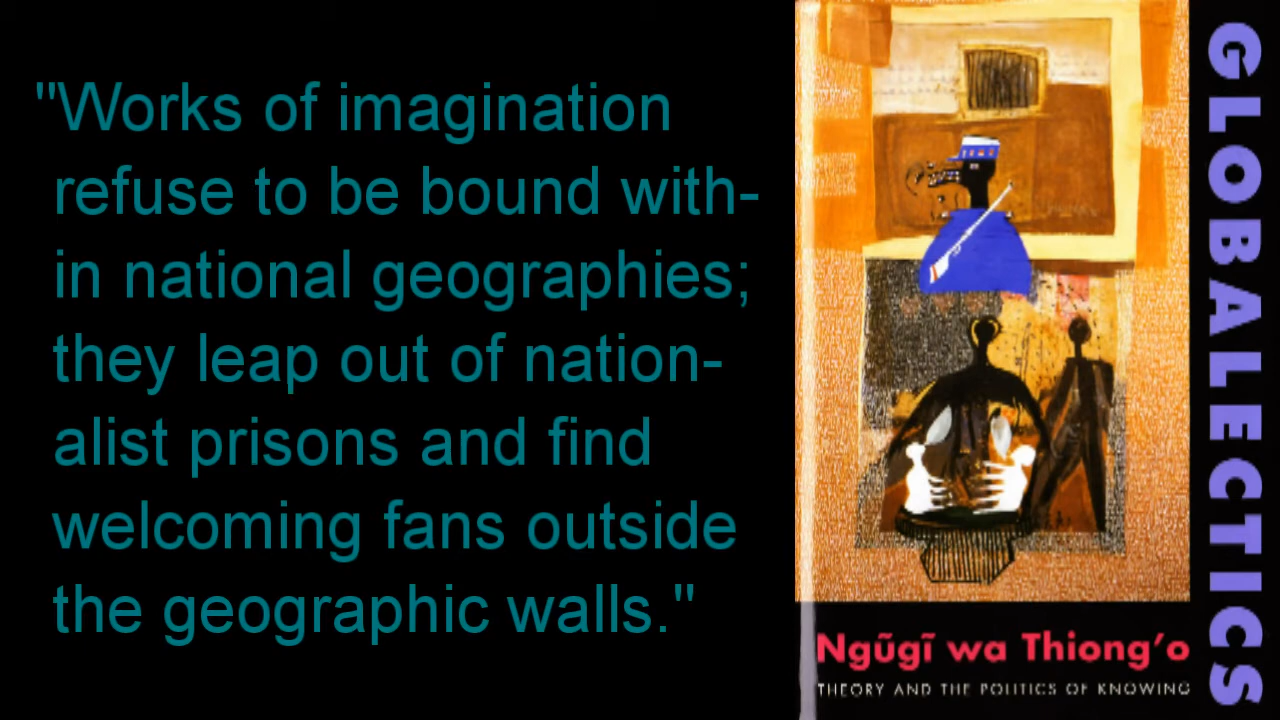 "Works of imagination
refuse to be bound with-
in national geographies;
they leap out of nation-
alist prisons and find
welcoming fans outside
the geographic walls."
GLOBALECTICS
Ngũgĩ wa Thiong'o
THEORY AND THE POLITICS OF KNOWING